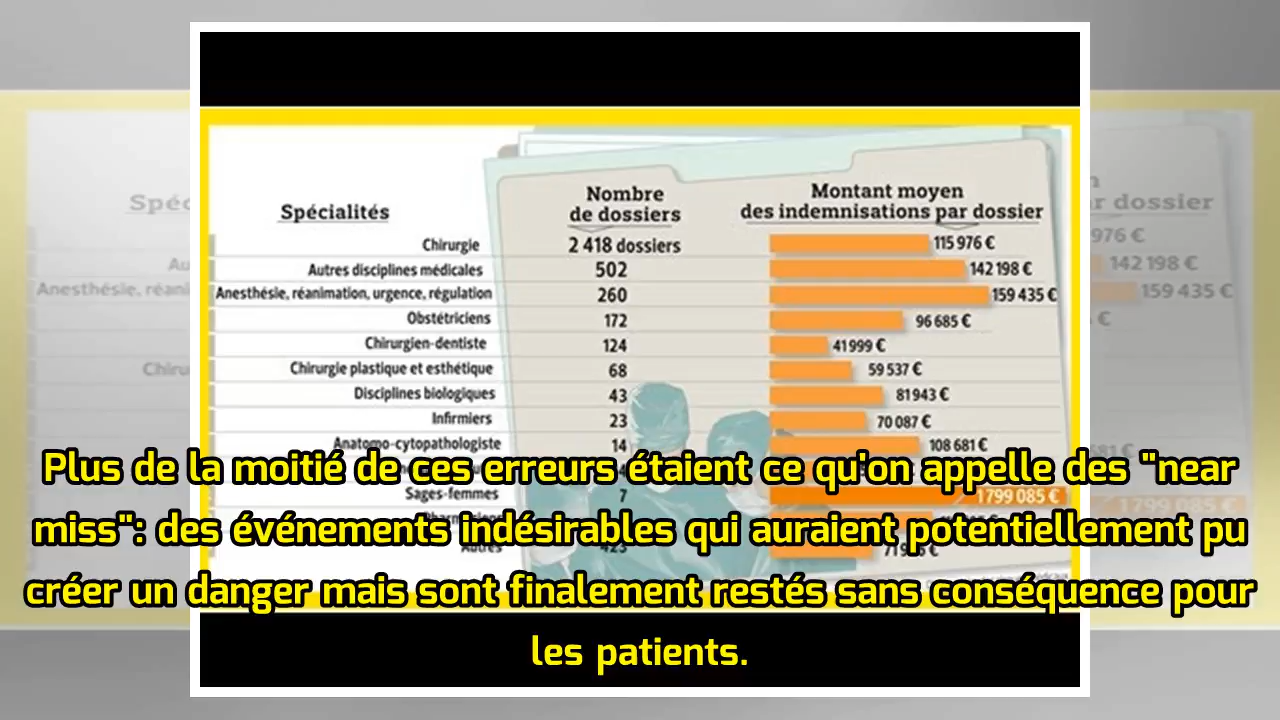 Nombre
de dossiers
Montant moyen
des indemnisations par dossier
Spécialités
Chirurgie 2 418 dossiers 115 976 €
Autres disciplines médicales 502 142 198 €
Anesthésie, réanimation, urgence, régulation 260 159 435 €
Obstétriciens 172 96 685 €
Chirurgien-dentiste 124 41 999 €
Chirurgie plastique et esthétique 68 59 537 €
Disciplines biologiques 43 81 943 €
Infirmiers 23 70 087 €
Anatomo-cytopathologiste 14 108 681 €
Sages-femmes 7 1 799 085 €
Autres 423
Plus de la moitié de ces erreurs étaient ce qu'on appelle des "near
miss": des événements indésirables qui auraient potentiellement pu
créer un danger mais sont finalement restés sans conséquence pour
les patients.